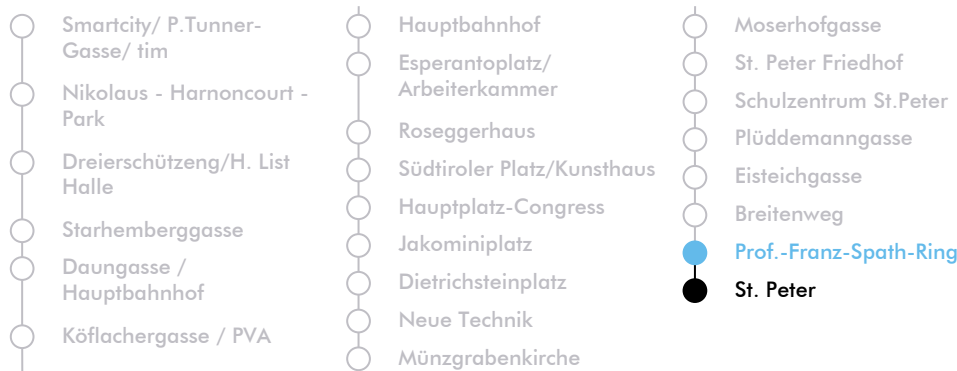 Smartcity/ P.Tunner-
Gasse/ tim
Nikolaus - Harnoncourt -
Park
Dreierschützeng/H. List
Halle
Starhemberggasse
Daungasse /
Hauptbahnhof
Köflachergasse / PVA
Hauptbahnhof
Esperantoplatz/
Arbeiterkammer
Roseggerhaus
Südtiroler Platz/Kunsthaus
Hauptplatz-Congress
Jakominiplatz
Dietrichsteinplatz
Neue Technik
Münzgrabenkirche
Moserhofgasse
St. Peter Friedhof
Schulzentrum St.Peter
Plüddemanngasse
Eisteichgasse
Breitenweg
Prof.-Franz-Spath-Ring
St. Peter